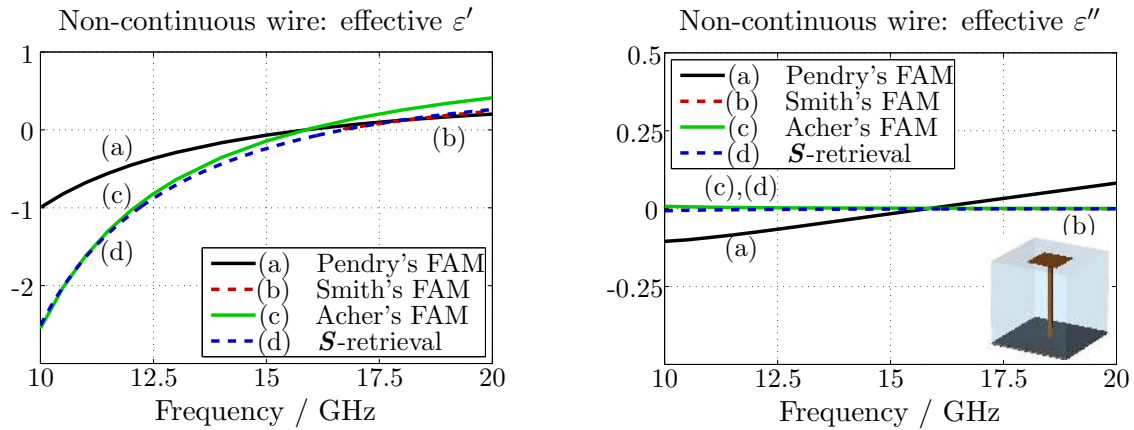 Non-continuous wire: effective ε′
1
0
-1
-2
10
12.5
15
17.5
20
Frequency / GHz
(a)
(b)
(c)
(d)
(a) Pendry's FAM
(b) Smith's FAM
(c) Acher's FAM
(d) S-retrieval
Non-continuous wire: effective ε″
0.5
0.25
0
-0.25
10
12.5
15
17.5
20
Frequency / GHz
(a) Pendry's FAM
(b) Smith's FAM
(c) Acher's FAM
(d) S-retrieval
(c),(d)
(a)
(b)